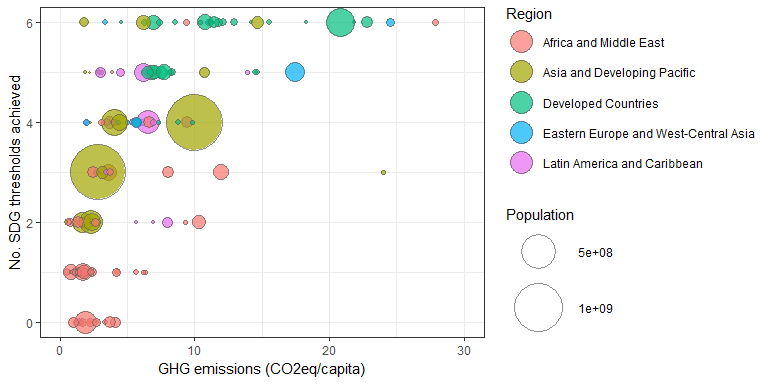 No. SDG thresholds achieved
6
4
2
0
0
10
20
30
GHG emissions (CO2eq/capita)
Region
Africa and Middle East
Asia and Developing Pacific
Developed Countries
Eastern Europe and West-Central Asia
Latin America and Caribbean
Population
5e+08
1e+09